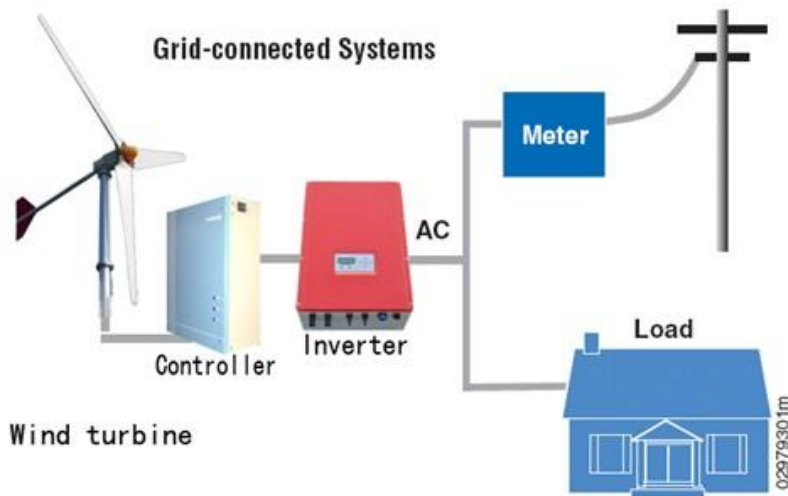 Grid-connected Systems
Meter
AC
Load
Inverter
Controller
Wind turbine
02979301m